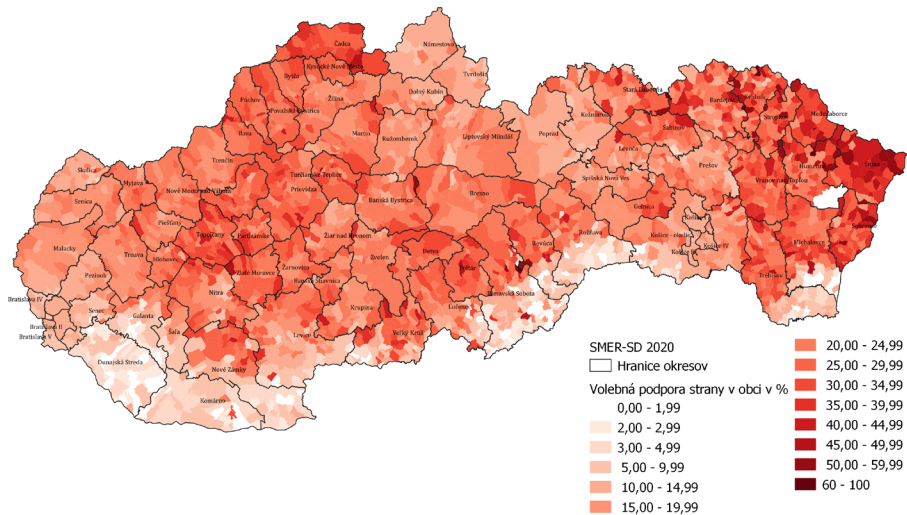 Čadca
Námestovo
Kysucké Nové Mesto
Tvrdošín
Bytča
Dolný Kubín
Žilina
Púchov
Považská Bystrica
Stará Ľubovňa
Bardejov
Svidník
Stropkov
Medzilaborce
Kežmarok
Ilava
Martin
Ružomberok
Liptovský Mikuláš
Poprad
Sabinov
Levoča
Prešov
Humenné
Snina
Trenčín
Skalica
Myjava
Nové Mesto nad Váhom
Turčianske Teplice
Prievidza
Spišská Nová Ves
Vranov nad Topľou
Senica
Banská Bystrica
Brezno
Gelnica
Piešťany
Topoľčany
Partizánske
Žiar nad Hronom
Revúca
Rožňava
Košice - okolie
Košice IV
Sobrance
Michalovce
Malacky
Trnava
Hlohovec
Zvolen
Detva
Zlaté Moravce
Žarnovica
Banská Štiavnica
Poltár
Trebišov
Pezinok
Nitra
Rimavská Sobota
Bratislava IV
Senec
Galanta
Krupina
Lučenec
Bratislava II
Bratislava V
Šaľa
Levice
Veľký Krtíš
Dunajská Streda
Nové Zámky
Komárno
SMER-SD 2020
Hranice okresov
Volebná podpora strany v obci v %
0,00 - 1,99
2,00 - 2,99
3,00 - 4,99
5,00 - 9,99
10,00 - 14,99
15,00 - 19,99
20,00 - 24,99
25,00 - 29,99
30,00 - 34,99
35,00 - 39,99
40,00 - 44,99
45,00 - 49,99
50,00 - 59,99
60 - 100